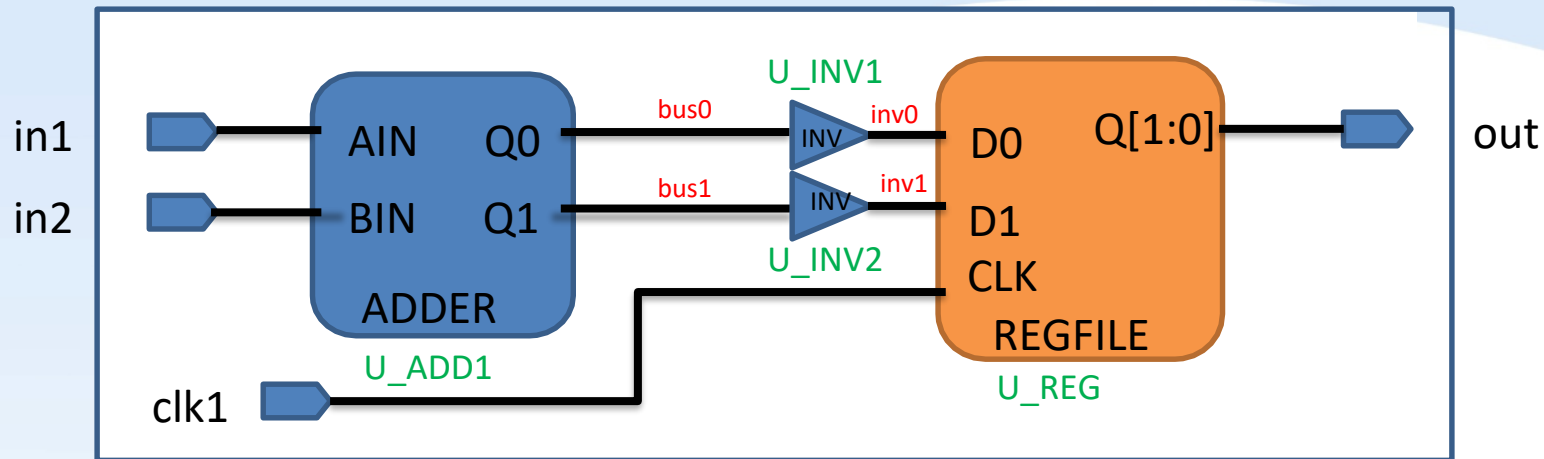 U_INV1
bus0
inv0
in1
AIN
Q0
INV
D0
Q[1:0]
out
bus1
inv1
in2
BIN
Q1
INV
D1
U_INV2
CLK
ADDER
REGFILE
U_ADD1
U_REG
clk1